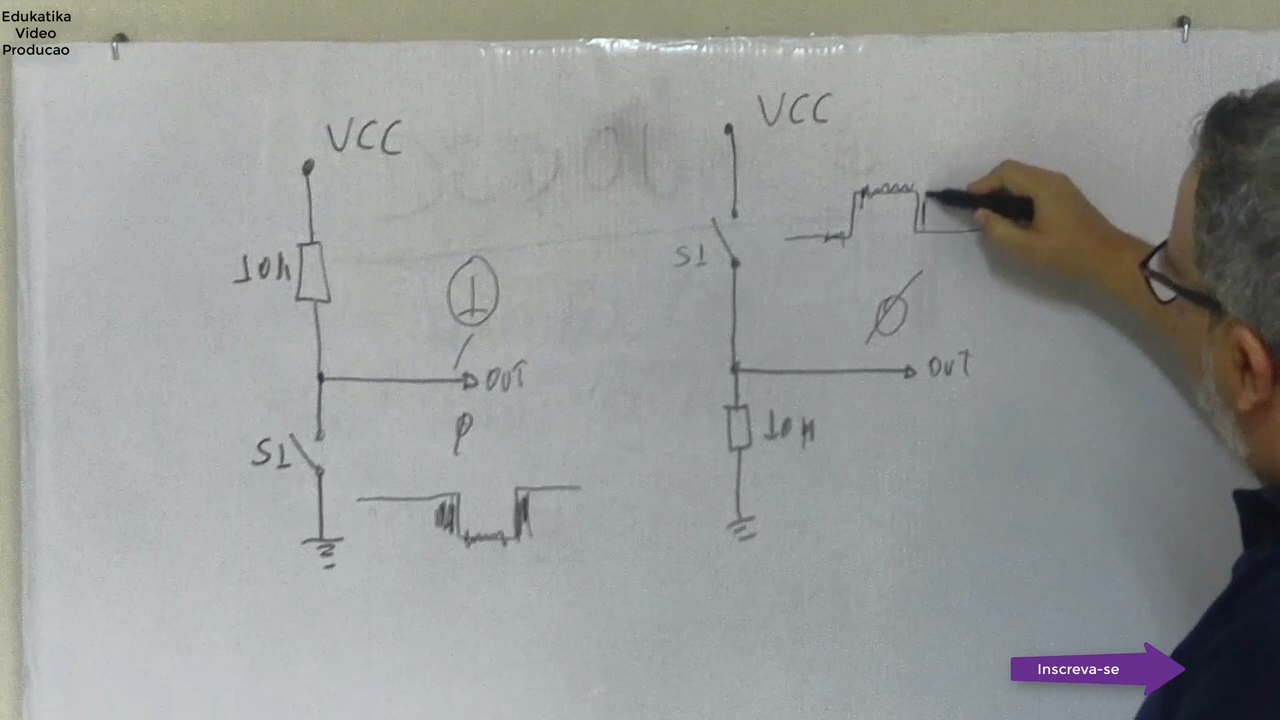 Edukatika
Video
Producao
VCC
10k
1
OUT
S1
VCC
S1
Ø
OUT
10k
Inscreva-se